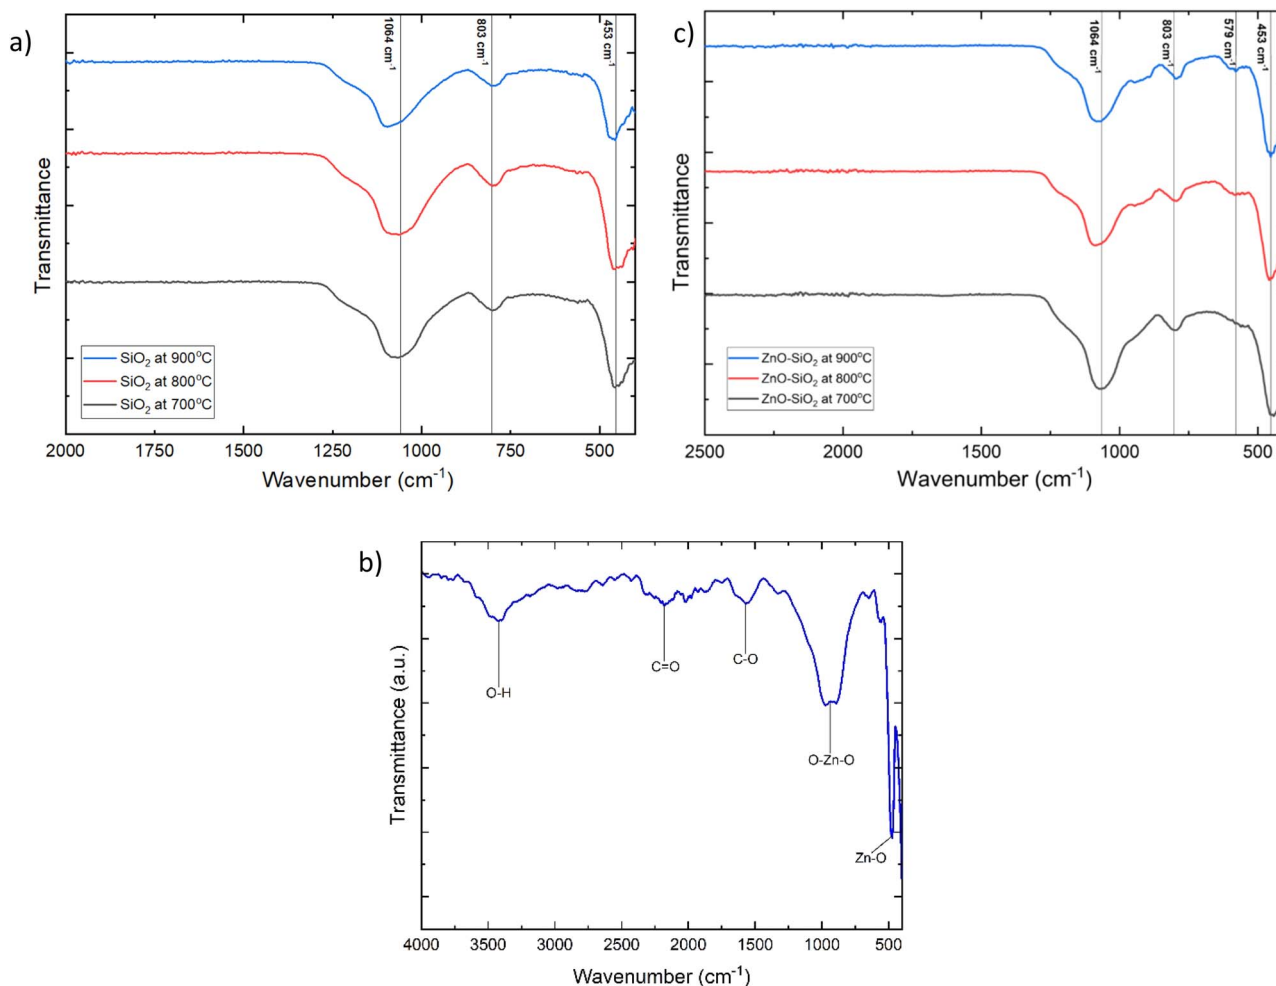 a)
1064 cm⁻¹
803 cm⁻¹
453 cm⁻¹
Transmittance
SiO₂ at 900°C
SiO₂ at 800°C
SiO₂ at 700°C
2000 1750 1500 1250 1000 750 500
Wavenumber (cm⁻¹)
c)
1064 cm⁻¹
803 cm⁻¹
579 cm⁻¹
453 cm⁻¹
Transmittance
ZnO-SiO₂ at 900°C
ZnO-SiO₂ at 800°C
ZnO-SiO₂ at 700°C
2500 2000 1500 1000 500
Wavenumber (cm⁻¹)
b)
Transmittance (a.u.)
O-H
C=O
C-O
O-Zn-O
Zn-O
4000 3500 3000 2500 2000 1500 1000 500
Wavenumber (cm⁻¹)